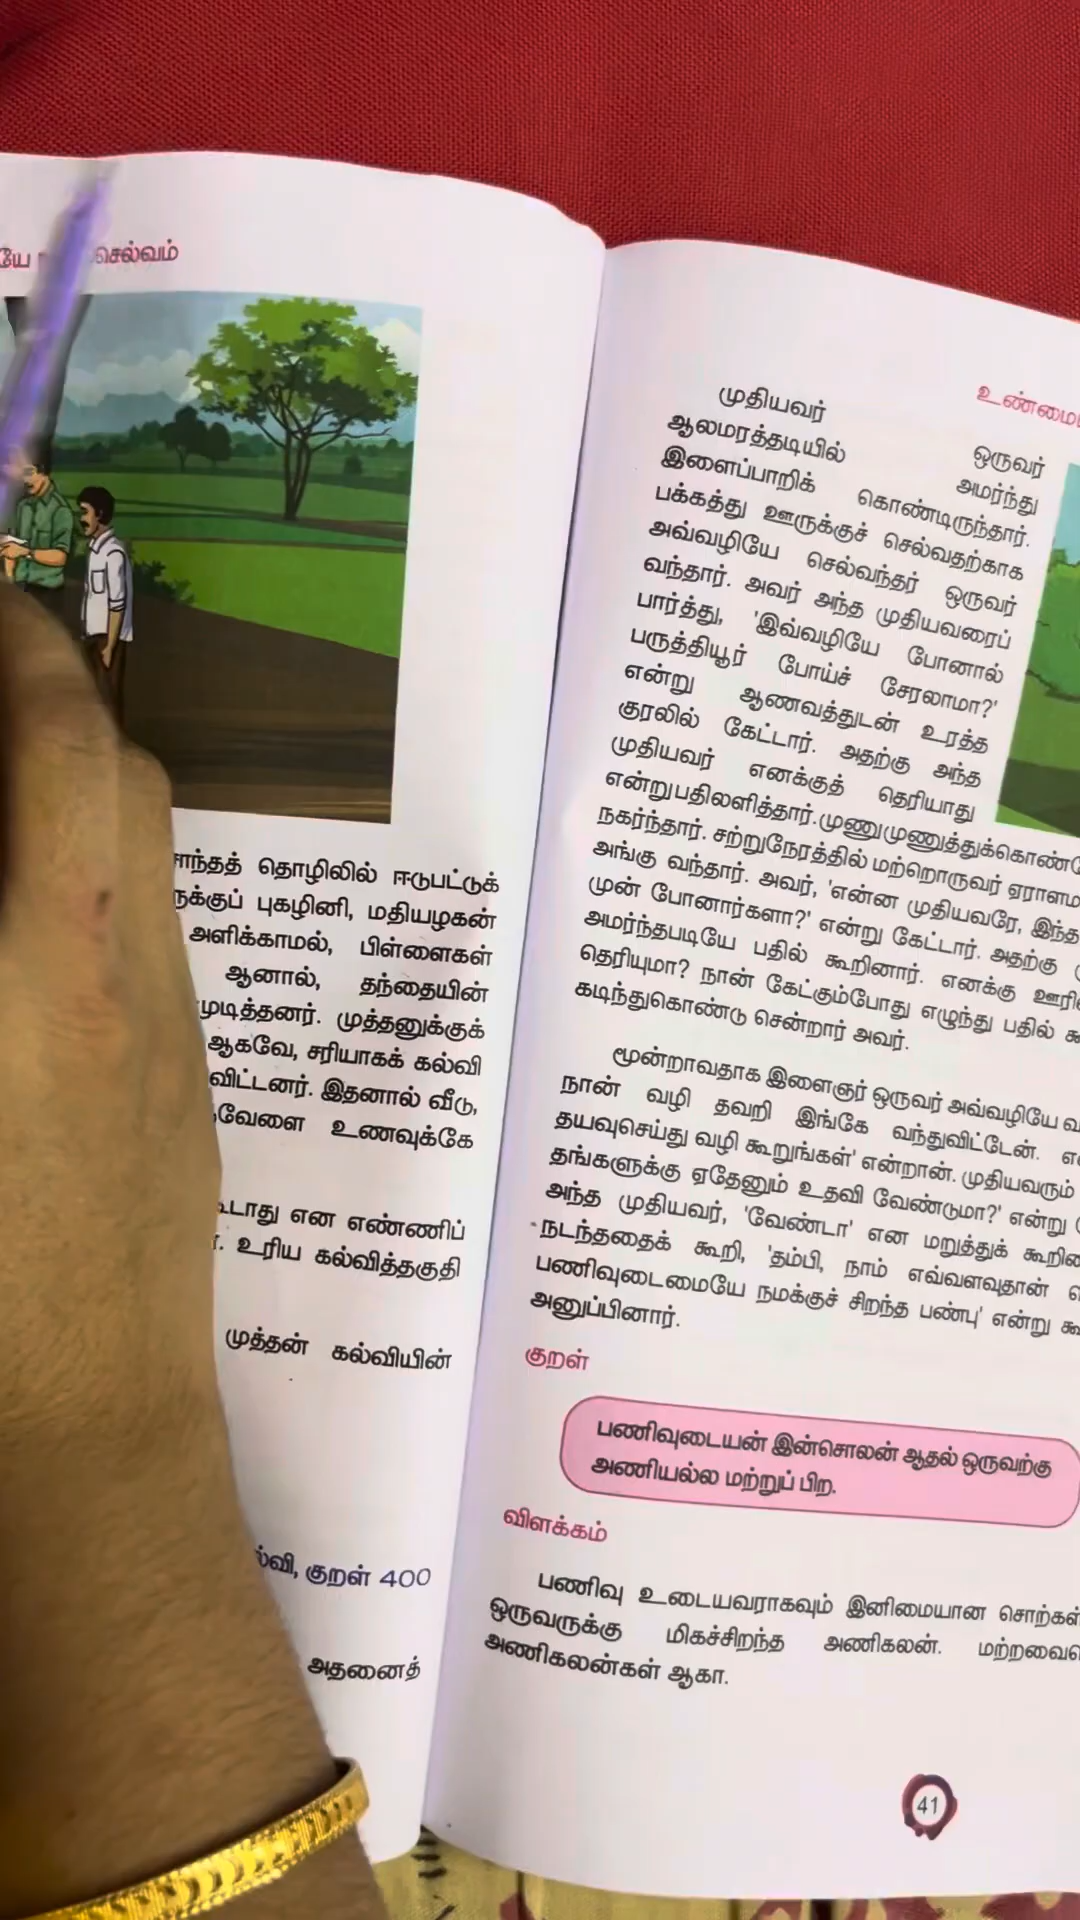 செல்வம்
தொழிலில் ஈடுபட்டுக்
புகழினி, மதியழகன்
அளிக்காமல், பிள்ளைகள்
ஆனால், தந்தையின்
முடித்தனர். முத்தனுக்குக்
ஆகவே, சரியாகக் கல்வி
விட்டனர். இதனால் வீடு,
உணவுக்கே
என எண்ணிப்
உரிய கல்வித்தகுதி
முத்தன் கல்வியின்
குறள் 400
அதனைத்
முதியவர் ஒருவர்
ஆலமரத்தடியில் அமர்ந்து
இளைப்பாறிக் கொண்டிருந்தார்.
பக்கத்து ஊருக்குச் செல்வதற்காக
அவ்வழியே செல்வந்தர் ஒருவர்
வந்தார். அவர் அந்த முதியவரைப்
பார்த்து, 'இவ்வழியே போனால்
பருத்தியூர் போய்ச் சேரலாமா?'
என்று ஆணவத்துடன் உரத்த
குரலில் கேட்டார். அதற்கு அந்த
முதியவர் எனக்குத் தெரியாது
என்று பதிலளித்தார்.
நகர்ந்தார். சற்றுநேரத்தில் மற்றொருவர்
அங்கு வந்தார். அவர், 'என்ன முதியவரே,
முன் போனார்களா?' என்று கேட்டார். அதற்கு
அமர்ந்தபடியே பதில் கூறினார். எனக்கு
தெரியுமா? நான் கேட்கும்போது எழுந்து பதில்
கடிந்துகொண்டு சென்றார் அவர்.
மூன்றாவதாக இளைஞர் ஒருவர் அவ்வழியே
நான் வழி தவறி இங்கே வந்துவிட்டேன்.
தயவுசெய்து வழி கூறுங்கள்' என்றான். முதியவரும்
தங்களுக்கு ஏதேனும் உதவி வேண்டுமா?' என்று
அந்த முதியவர், 'வேண்டா' என மறுத்துக்
நடந்ததைக் கூறி, 'தம்பி, நாம் எவ்வளவுதான்
பணிவுடைமையே நமக்குச் சிறந்த பண்பு' என்று
அனுப்பினார்.
குறள்
பணிவுடையன் இன்சொலன் ஆதல் ஒருவற்கு
அணியல்ல மற்றுப் பிற.
விளக்கம்
பணிவு உடையவராகவும் இனிமையான
ஒருவருக்கு மிகச்சிறந்த அணிகலன்.
அணிகலன்கள் ஆகா.
41